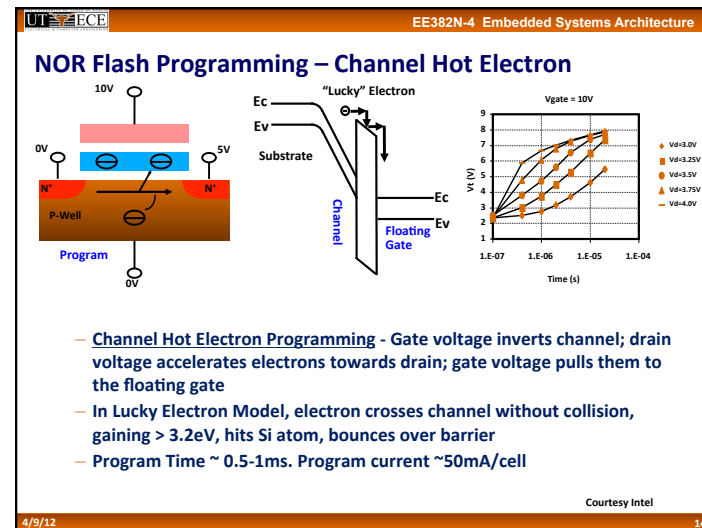 UT ECE
EE382N-4 Embedded Systems Architecture
NOR Flash Programming – Channel Hot Electron
10V
0V
5V
N+
N+
P-Well
Program
0V
"Lucky" Electron
Ec
Ev
Substrate
Channel
Floating
Gate
Ec
Ev
Vgate = 10V
Vt (V)
9
8
7
6
5
4
3
2
1
1.E-07
1.E-06
1.E-05
1.E-04
Time (s)
Vd=3.0V
Vd=3.25V
Vd=3.5V
Vd=3.75V
Vd=4.0V
– Channel Hot Electron Programming - Gate voltage inverts channel; drain
voltage accelerates electrons towards drain; gate voltage pulls them to
the floating gate
– In Lucky Electron Model, electron crosses channel without collision,
gaining > 3.2eV, hits Si atom, bounces over barrier
– Program Time ~ 0.5-1ms. Program current ~50mA/cell
Courtesy Intel
4/9/12